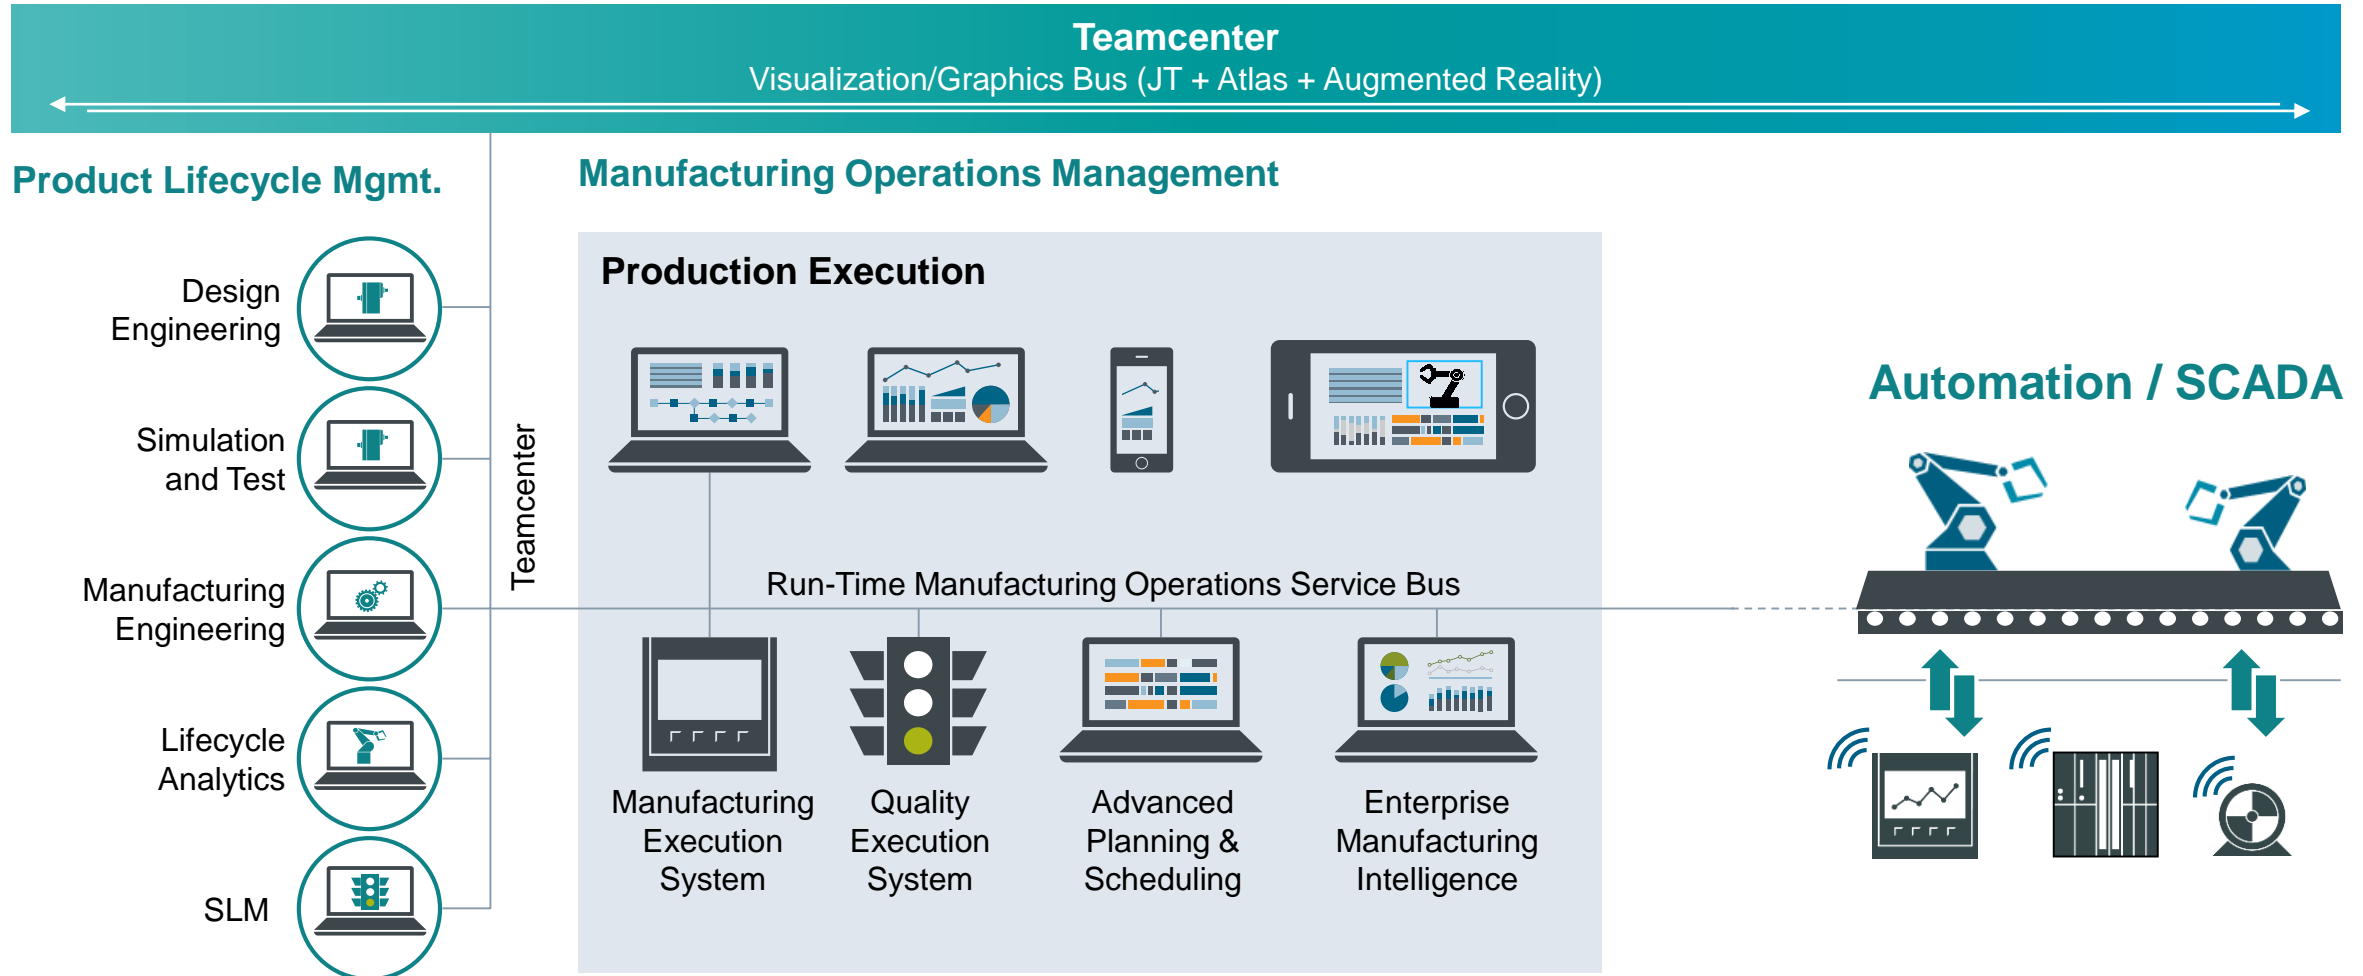 Teamcenter
Visualization/Graphics Bus (JT + Atlas + Augmented Reality)
Product Lifecycle Mgmt.
Design
Engineering
Simulation
and Test
Manufacturing
Engineering
Lifecycle
Analytics
SLM
Teamcenter
Manufacturing Operations Management
Production Execution
Run-Time Manufacturing Operations Service Bus
Manufacturing
Execution
System
Quality
Execution
System
Advanced
Planning &
Scheduling
Enterprise
Manufacturing
Intelligence
Automation / SCADA